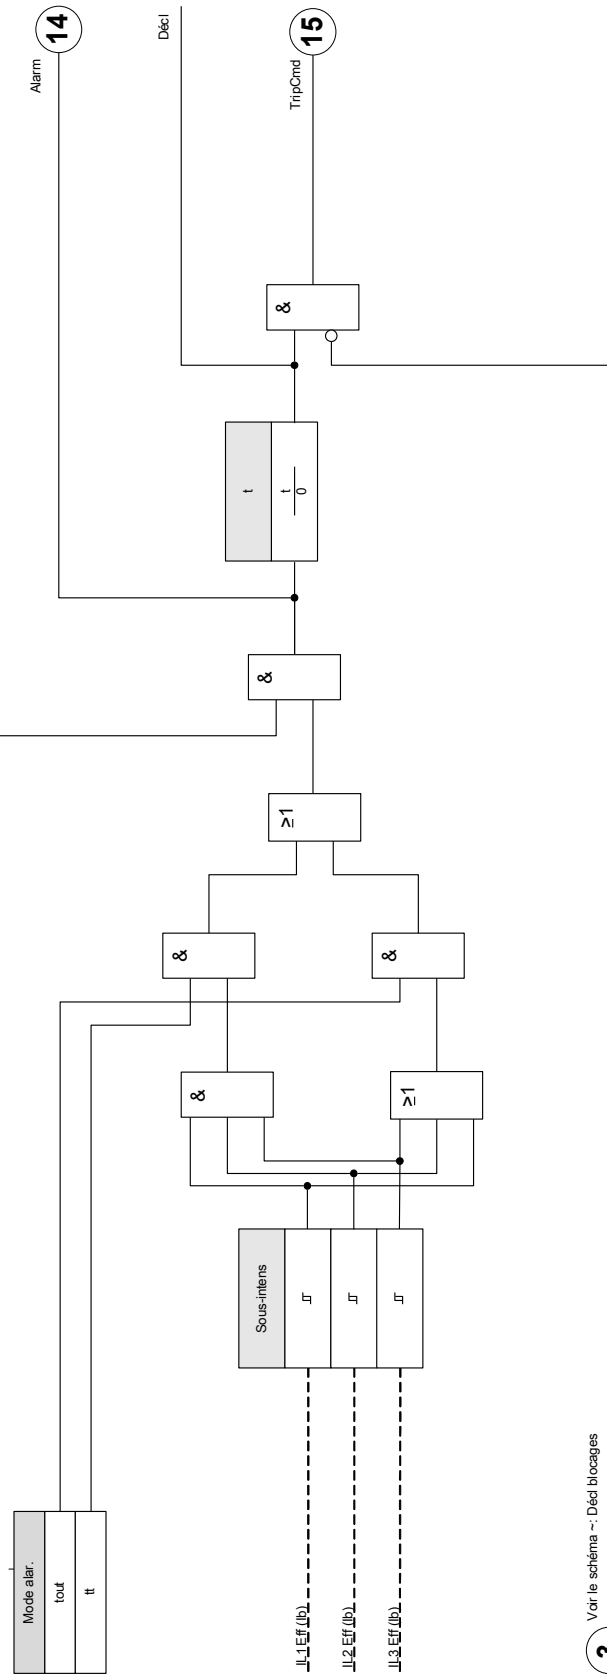 14
Alarm
Décl
15
TripCmd
&
t
t
0
&
≥1
&
&
&
≥1
Sous-intens
Mode alar.
tout
tt
IL1 Eff (Ib)
IL2 Eff (Ib)
IL3 Eff (Ib)
Voir le schéma ~: Décl blocages